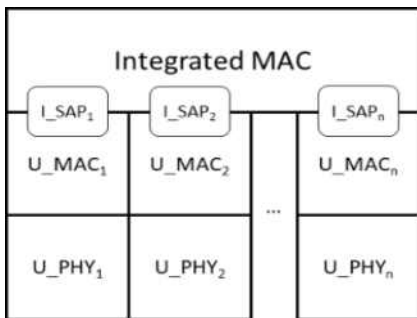 Integrated MAC
I_SAP₁ I_SAP₂ I_SAPₙ
U_MAC₁ U_MAC₂ U_MACₙ
...
U_PHY₁ U_PHY₂ U_PHYₙ